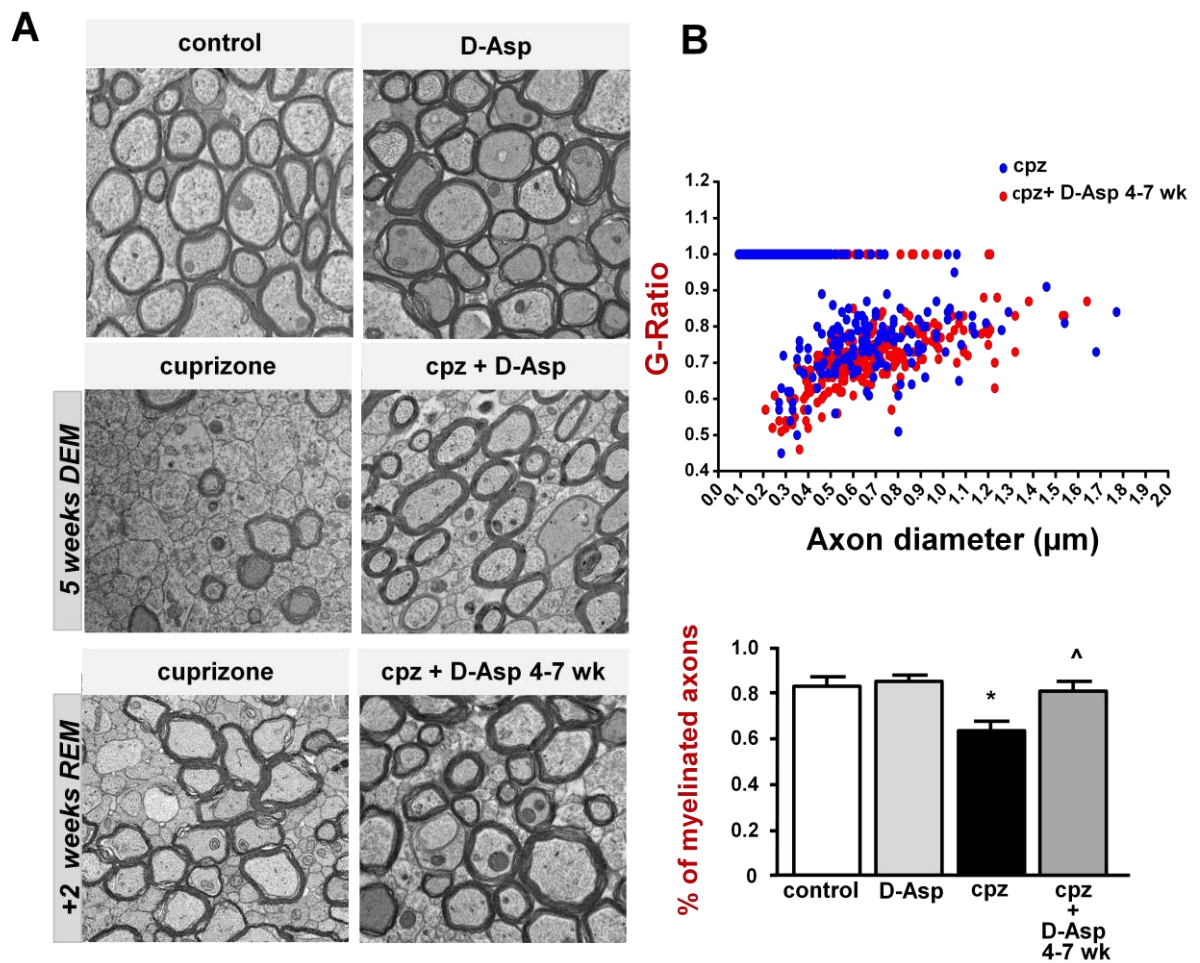 A
control
D-Asp
cuprizone
cpz + D-Asp
5 weeks DEM
cuprizone
cpz + D-Asp 4-7 wk
+2 weeks REM
B
cpz
cpz+ D-Asp 4-7 wk
G-Ratio
1.2
1.1
1.0
0.9
0.8
0.7
0.6
0.5
0.4
0.0 0.1 0.2 0.3 0.4 0.5 0.6 0.7 0.8 0.9 1.0 1.1 1.2 1.3 1.4 1.5 1.6 1.7 1.8 1.9 2.0
Axon diameter (µm)
% of myelinated axons
1.0
0.8
0.6
0.4
0.2
0
*
^
control
D-Asp
cpz
cpz
+
D-Asp
4-7 wk